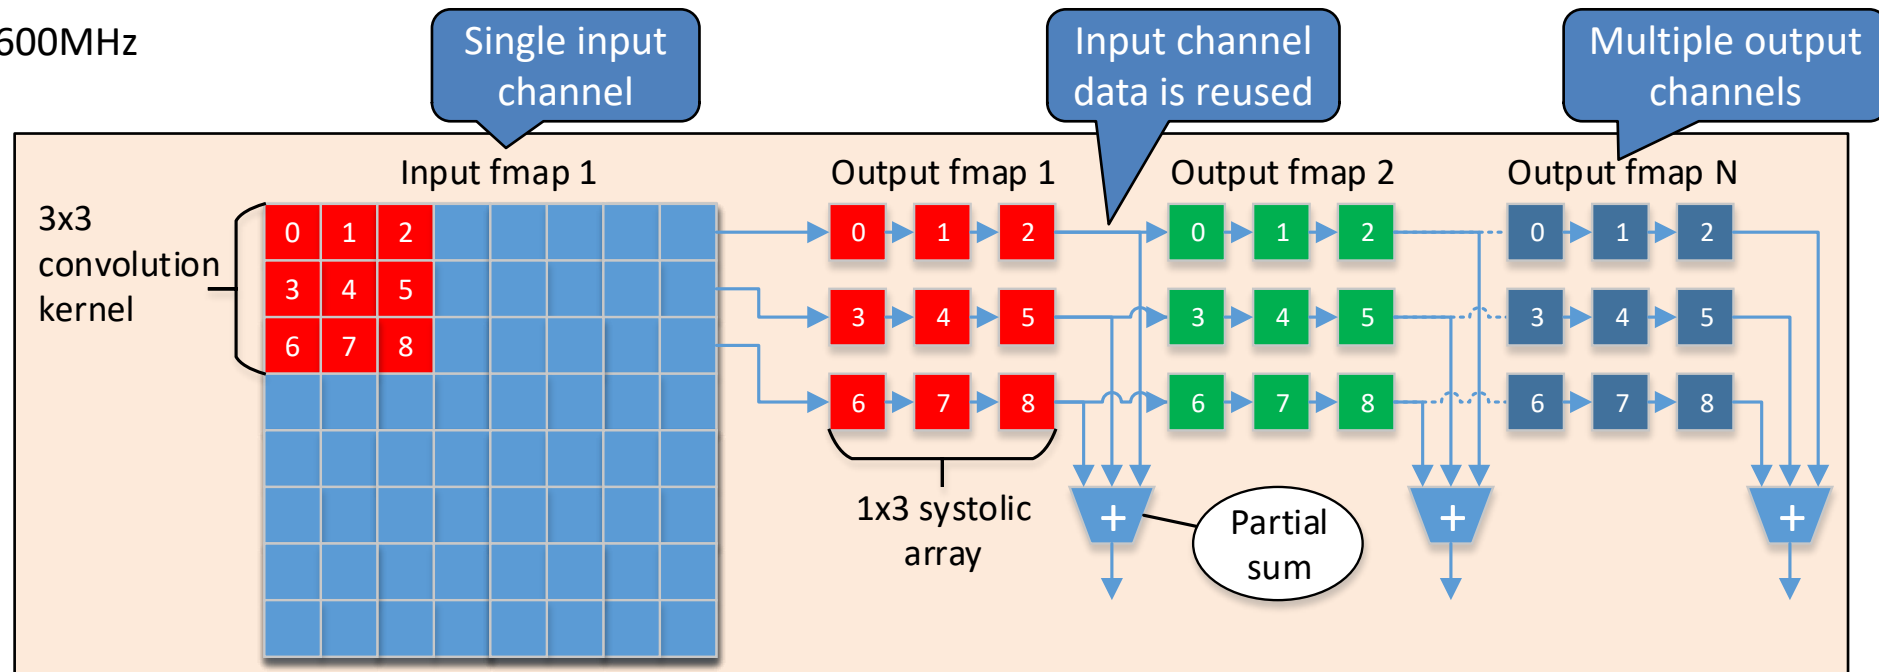 600MHz
Single input
channel
Input channel
data is reused
Multiple output
channels
Input fmap 1
Output fmap 1
Output fmap 2
Output fmap N
3x3
convolution
kernel
0 1 2
3 4 5
6 7 8
0 1 2
3 4 5
6 7 8
0 1 2
3 4 5
6 7 8
0 1 2
3 4 5
6 7 8
1x3 systolic
array
+
Partial
sum
+
+